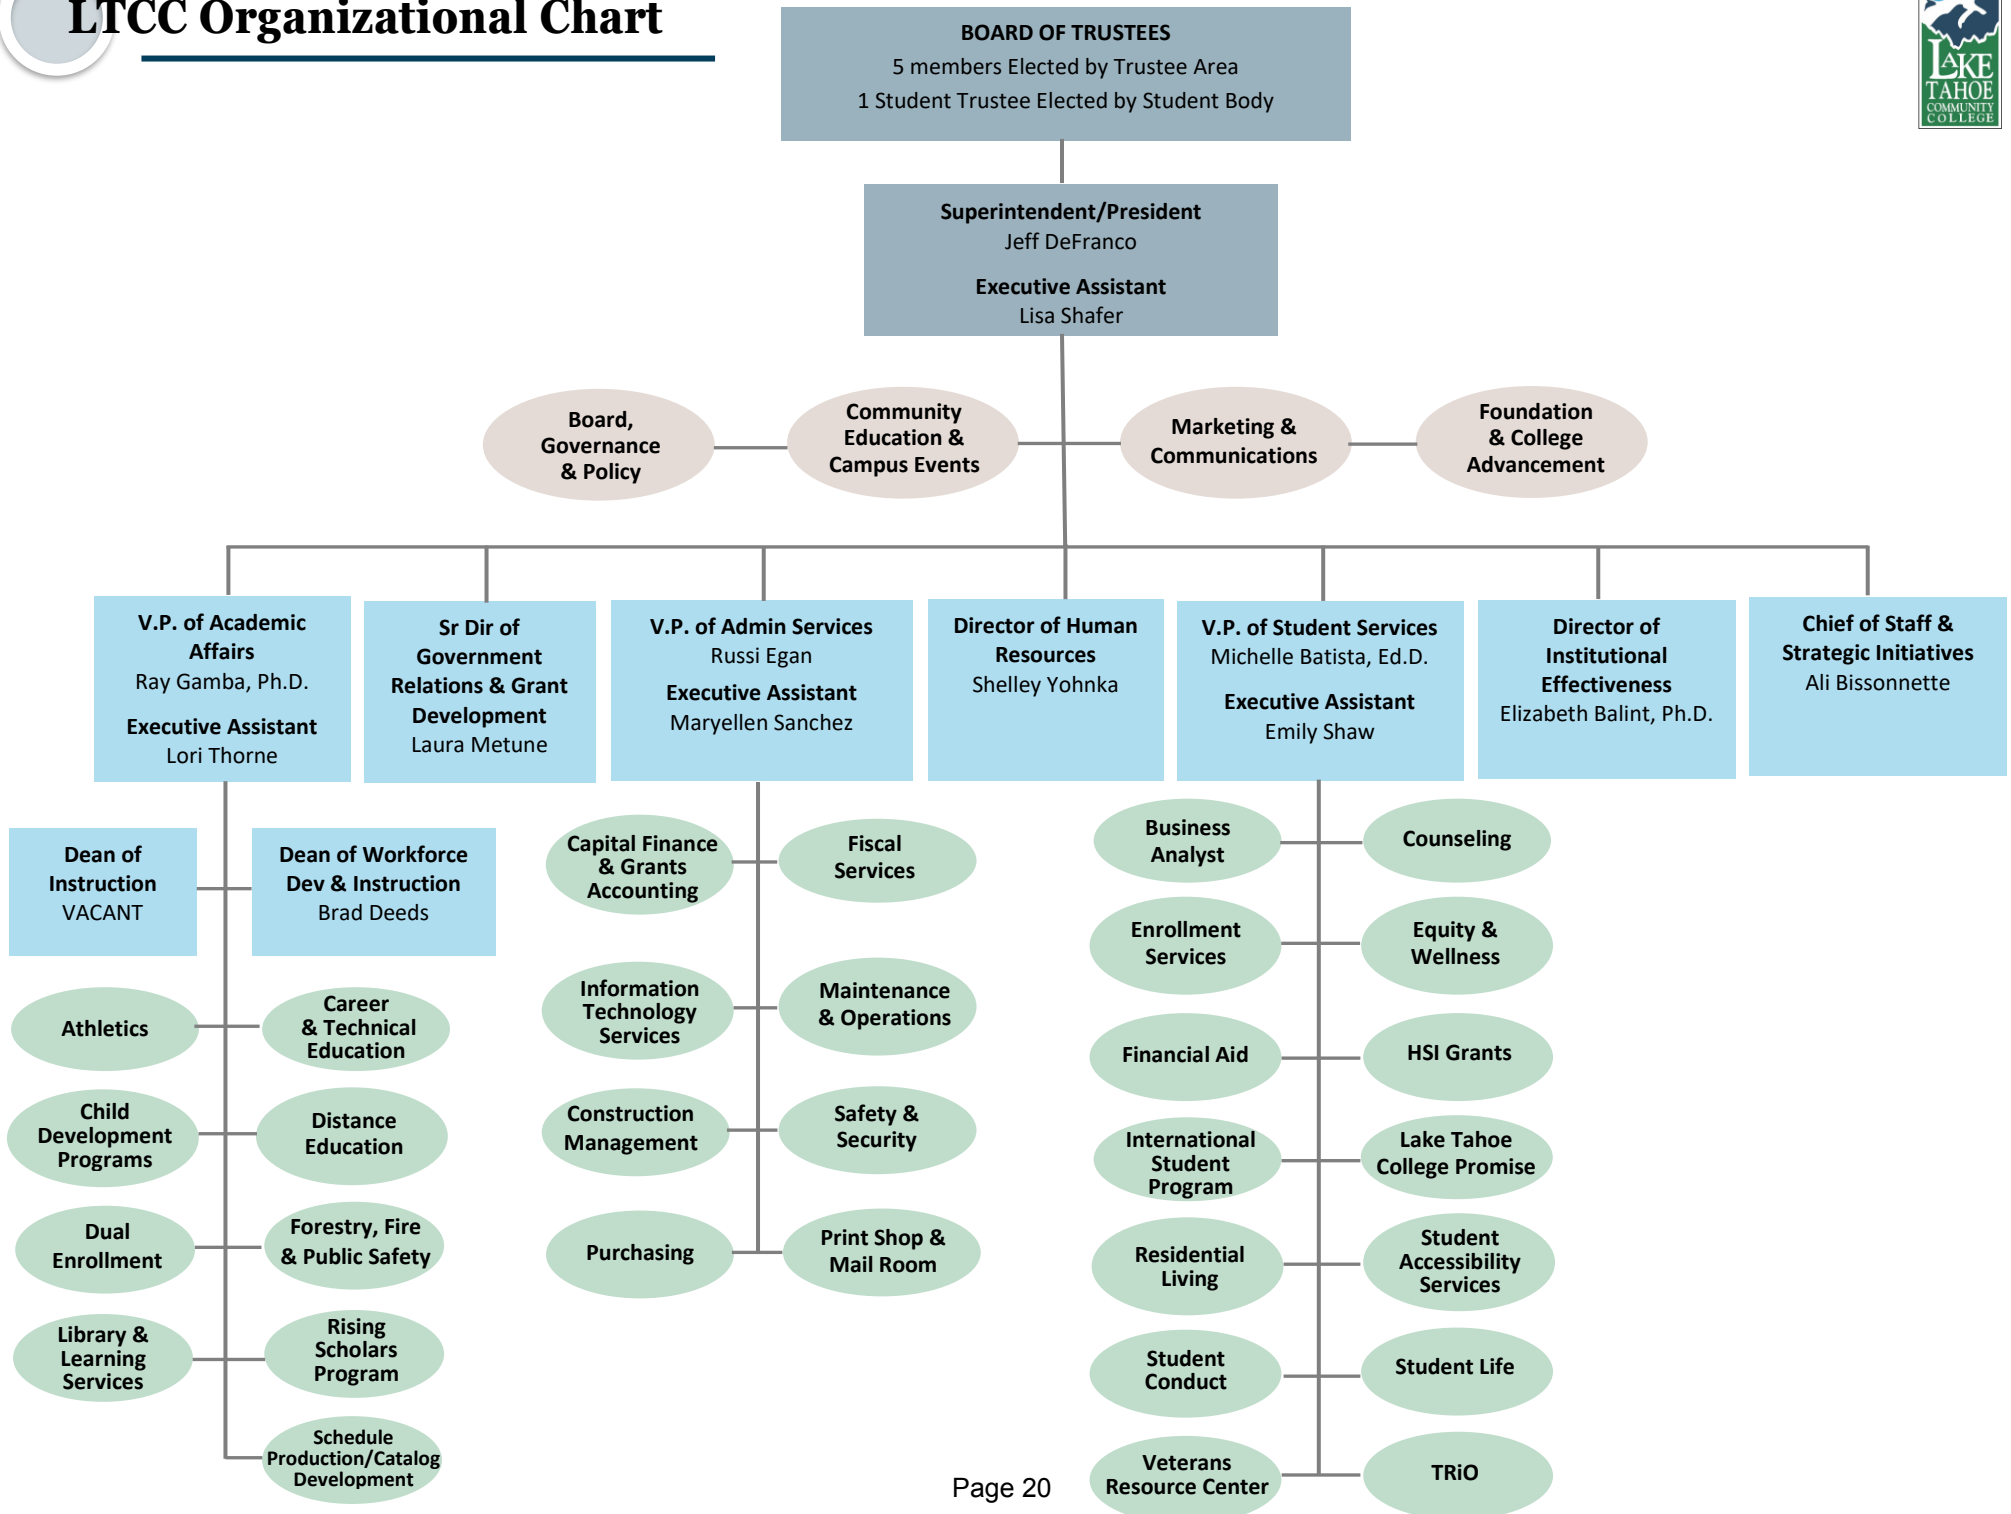 LTCC Organizational Chart
LAKE
TAHOE
COMMUNITY
COLLEGE
BOARD OF TRUSTEES
5 members Elected by Trustee Area
1 Student Trustee Elected by Student Body
Superintendent/President
Jeff DeFranco
Executive Assistant
Lisa Shafer
Board,
Governance
& Policy
Community
Education &
Campus Events
Marketing &
Communications
Foundation
& College
Advancement
V.P. of Academic
Affairs
Ray Gamba, Ph.D.
Executive Assistant
Lori Thorne
Sr Dir of
Government
Relations & Grant
Development
Laura Metune
V.P. of Admin Services
Russi Egan
Executive Assistant
Maryellen Sanchez
Director of Human
Resources
Shelley Yohnka
V.P. of Student Services
Michelle Batista, Ed.D.
Executive Assistant
Emily Shaw
Director of
Institutional
Effectiveness
Elizabeth Balint, Ph.D.
Chief of Staff &
Strategic Initiatives
Ali Bissonnette
Dean of
Instruction
VACANT
Dean of Workforce
Dev & Instruction
Brad Deeds
Athletics
Career
& Technical
Education
Child
Development
Programs
Distance
Education
Dual
Enrollment
Forestry, Fire
& Public Safety
Library &
Learning
Services
Rising
Scholars
Program
Schedule
Production/Catalog
Development
Capital Finance
& Grants
Accounting
Fiscal
Services
Information
Technology
Services
Maintenance
& Operations
Construction
Management
Safety &
Security
Purchasing
Print Shop &
Mail Room
Business
Analyst
Counseling
Enrollment
Services
Equity &
Wellness
Financial Aid
HSI Grants
International
Student
Program
Lake Tahoe
College Promise
Residential
Living
Student
Accessibility
Services
Student
Conduct
Student Life
Veterans
Resource Center
TRiO
Page 20